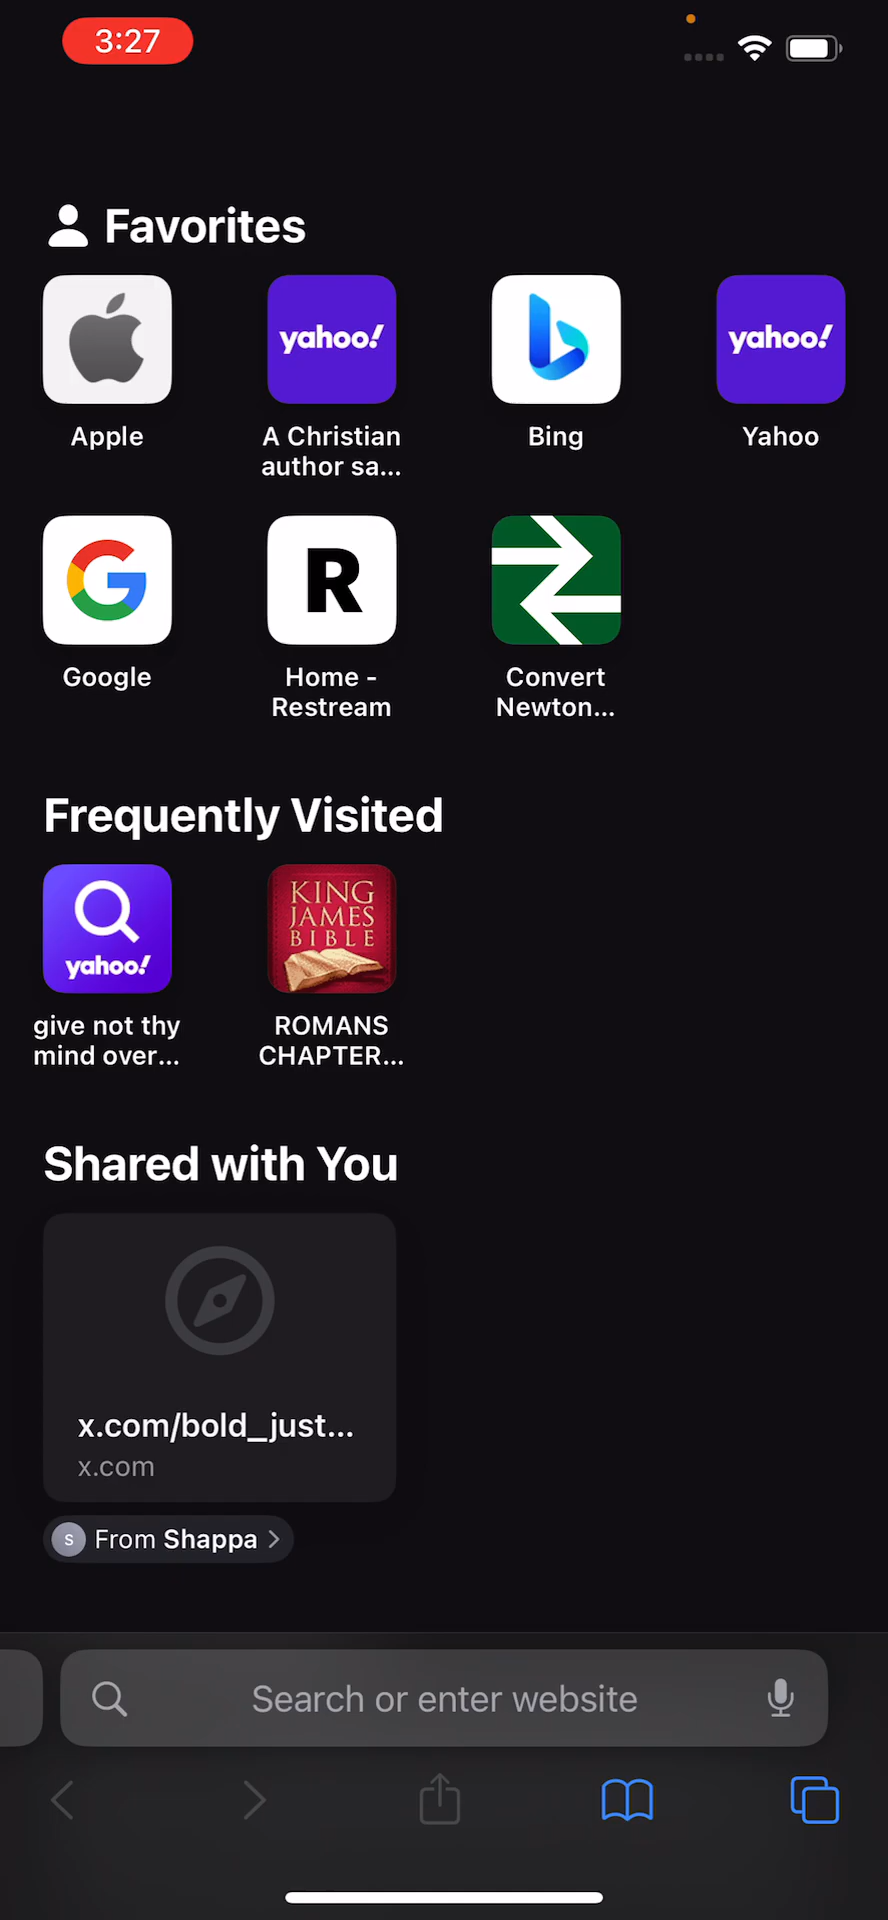 3:27
Favorites
yahoo!
yahoo!
Apple
A Christian
author sa...
Bing
Yahoo
R
Google
Home -
Restream
Convert
Newton...
Frequently Visited
yahoo!
KING
JAMES
BIBLE
give not thy
mind over...
ROMANS
CHAPTER...
Shared with You
x.com/bold_just...
x.com
S From Shappa
Search or enter website